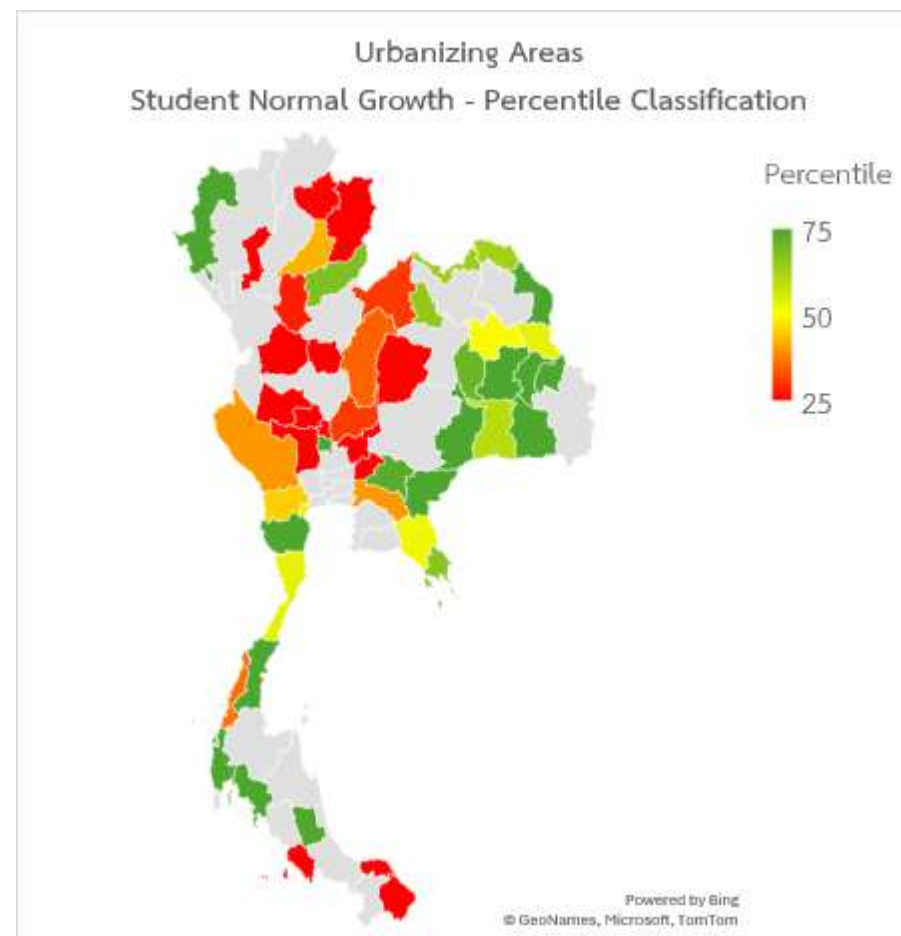 Urbanizing Areas
Student Normal Growth - Percentile Classification
Percentile
75
50
25
Powered by Bing
© GeoNames, Microsoft, TomTom